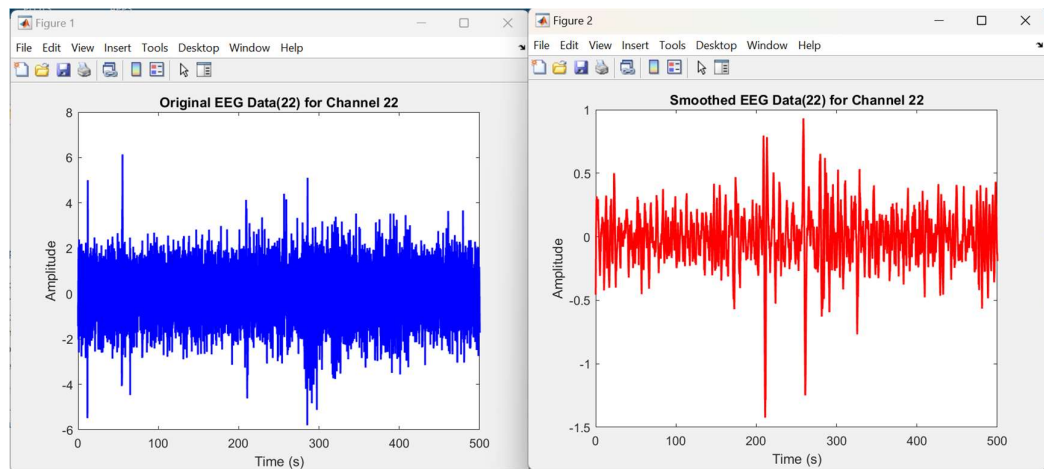 Figure 1
File Edit View Insert Tools Desktop Window Help
Original EEG Data(22) for Channel 22
8
6
4
2
0
-2
-4
-6
Amplitude
0 100 200 300 400 500
Time (s)
Figure 2
File Edit View Insert Tools Desktop Window Help
Smoothed EEG Data(22) for Channel 22
1
0.5
0
-0.5
-1
-1.5
Amplitude
0 100 200 300 400 500
Time (s)